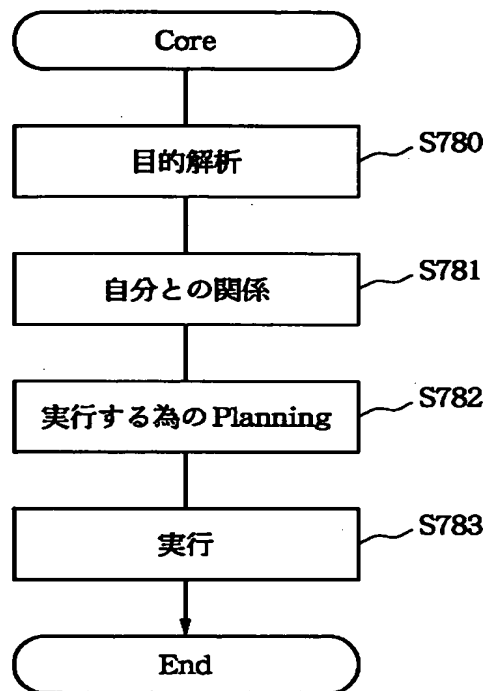 Core
目的解析
S780
自分との関係
S781
実行する為のPlanning
S782
実行
S783
End